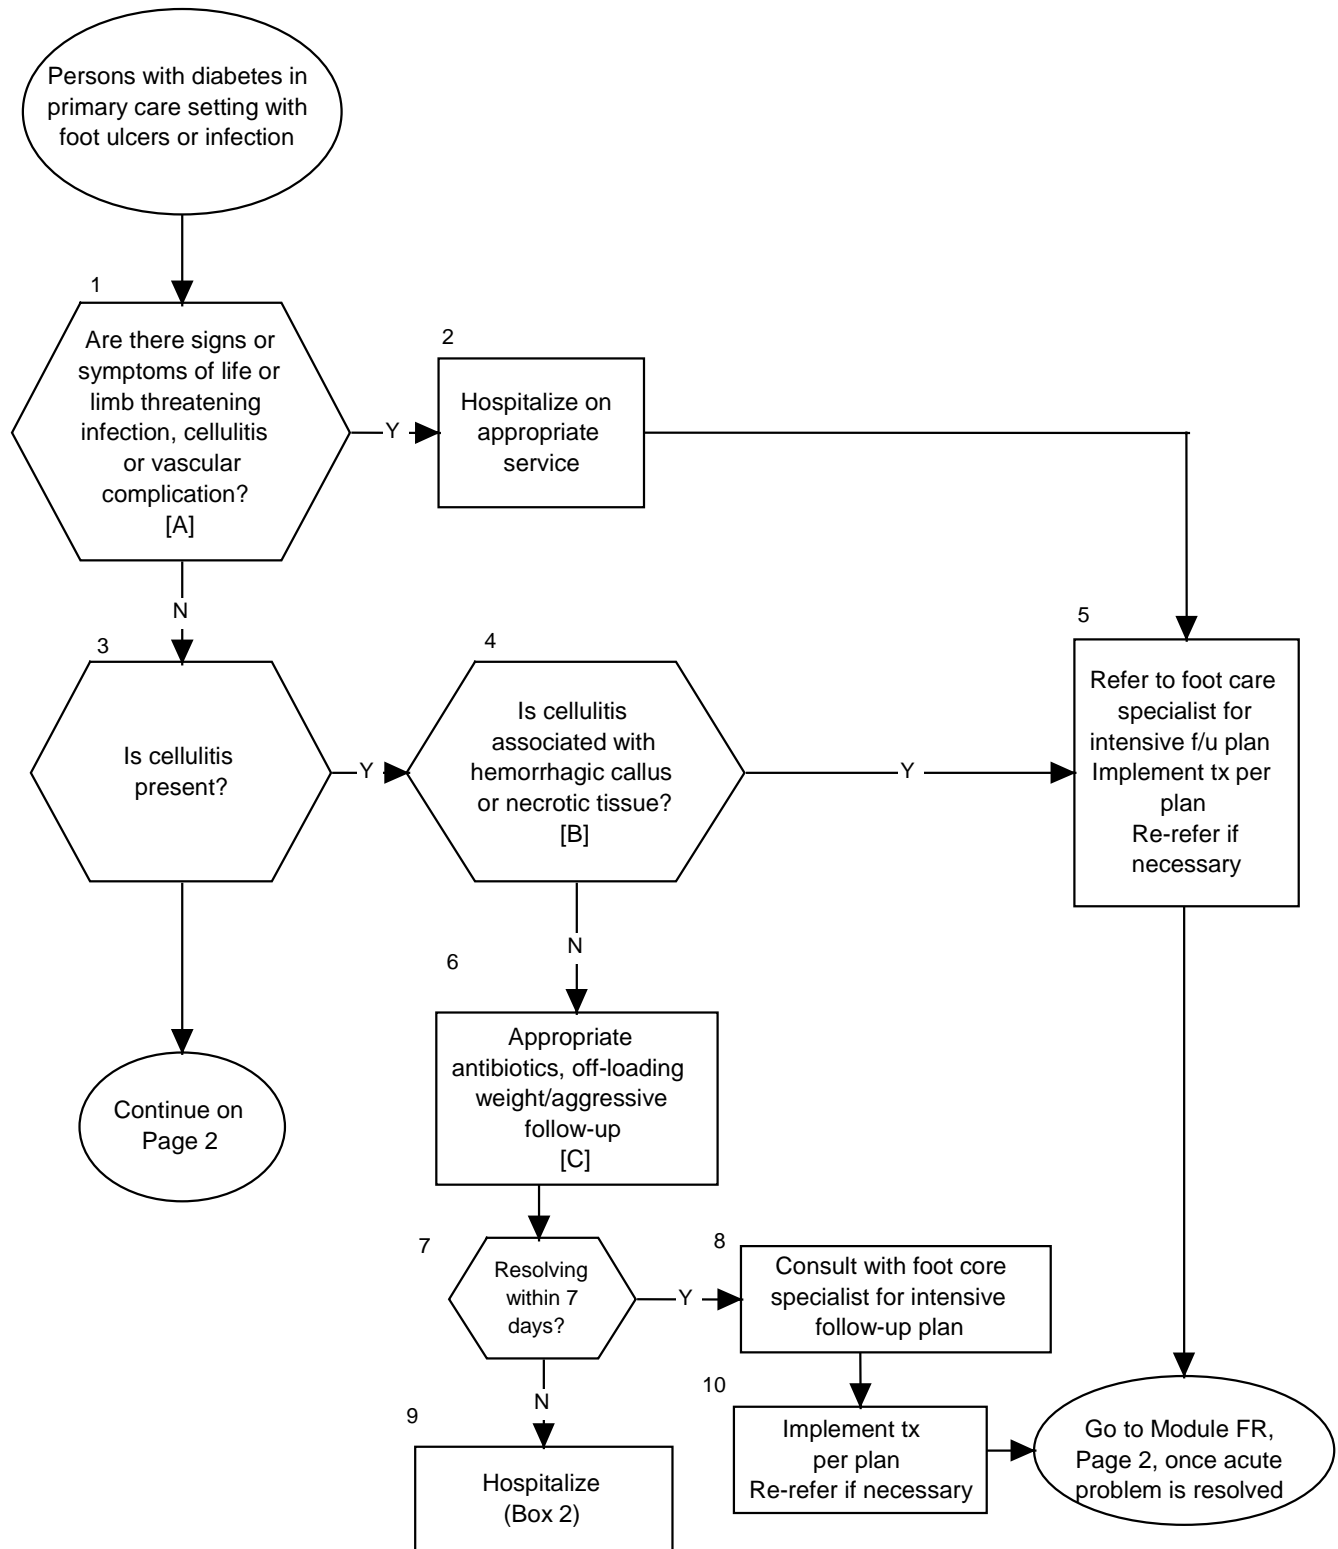 Persons with diabetes in
primary care setting with
foot ulcers or infection
1
Are there signs or
symptoms of life or
limb threatening
infection, cellulitis
or vascular
complication?
[A]
Y
2
Hospitalize on
appropriate
service
N
3
Is cellulitis
present?
Y
4
Is cellulitis
associated with
hemorrhagic callus
or necrotic tissue?
[B]
Y
5
Refer to foot care
specialist for
intensive f/u plan
Implement tx per
plan
Re-refer if
necessary
N
6
Appropriate
antibiotics, off-loading
weight/aggressive
follow-up
[C]
Continue on
Page 2
7
Resolving
within 7
days?
Y
8
Consult with foot core
specialist for intensive
follow-up plan
N
9
Hospitalize
(Box 2)
10
Implement tx
per plan
Re-refer if necessary
Go to Module FR,
Page 2, once acute
problem is resolved